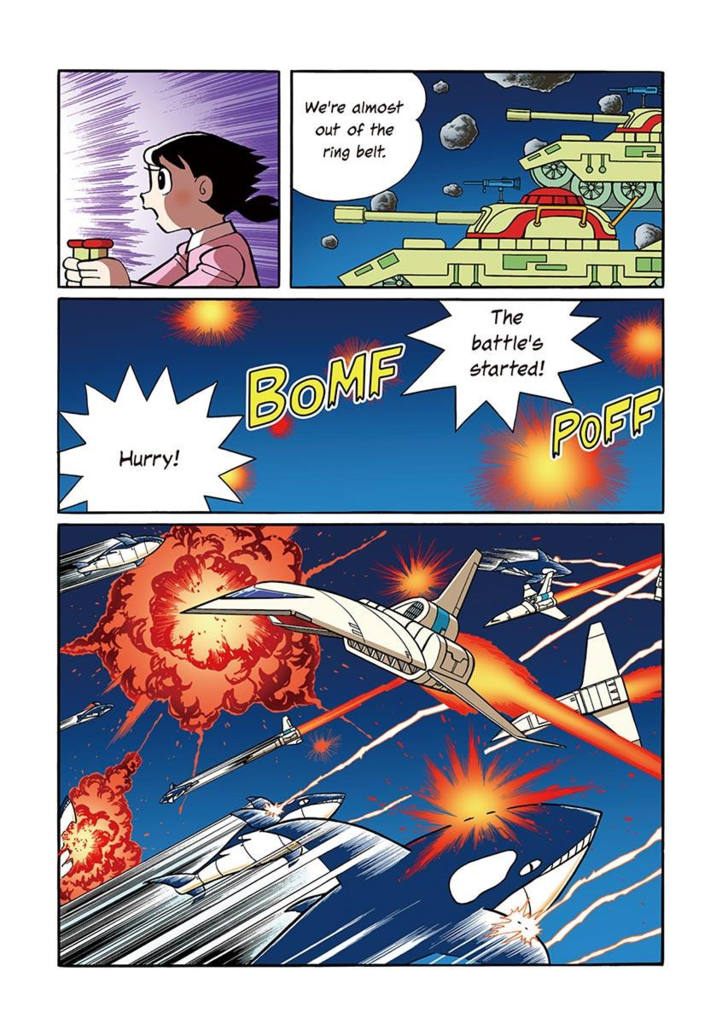 We're almost
out of the
ring belt.
The
battle's
started!
BOMF
POFF
Hurry!